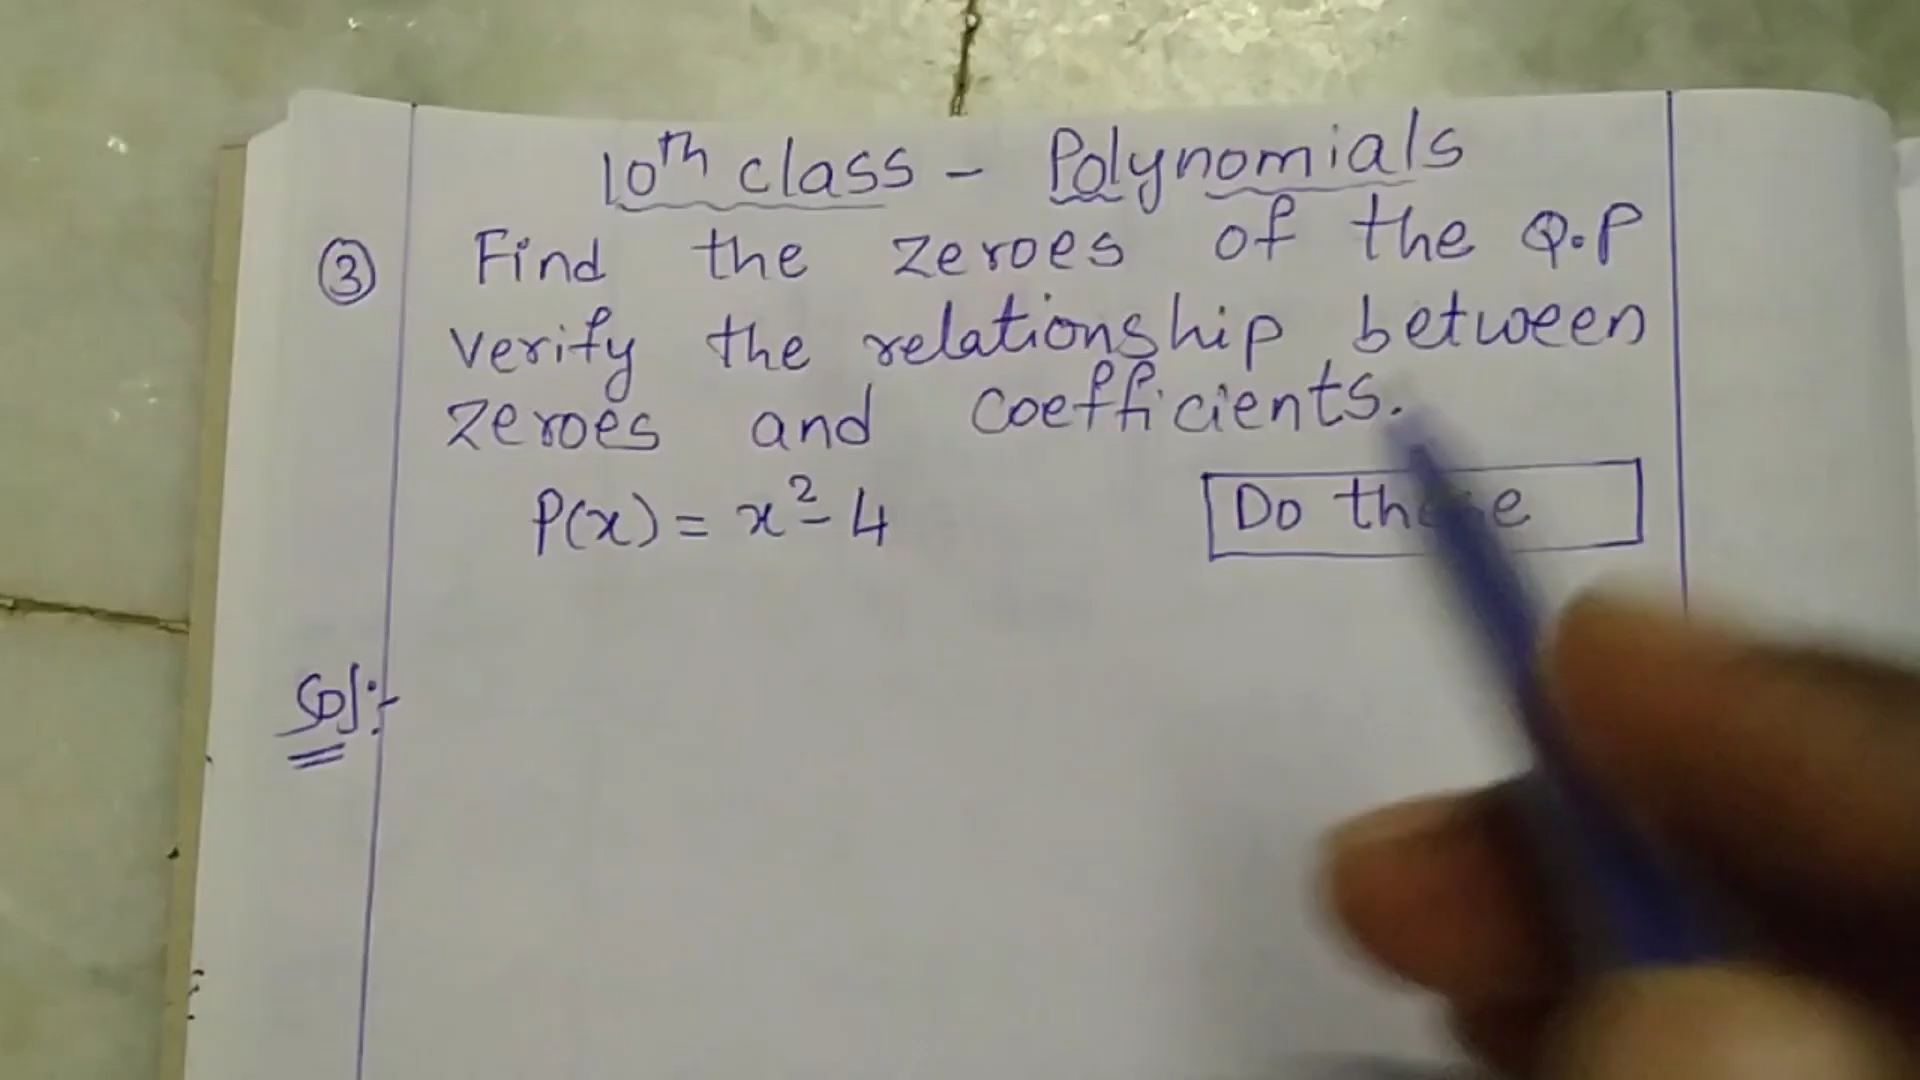 10th class - Polynomials
③ Find the zeroes of the Q.P
verify the relationship between
zeroes and coefficients.
P(x) = x² - 4
Do
Sol:-